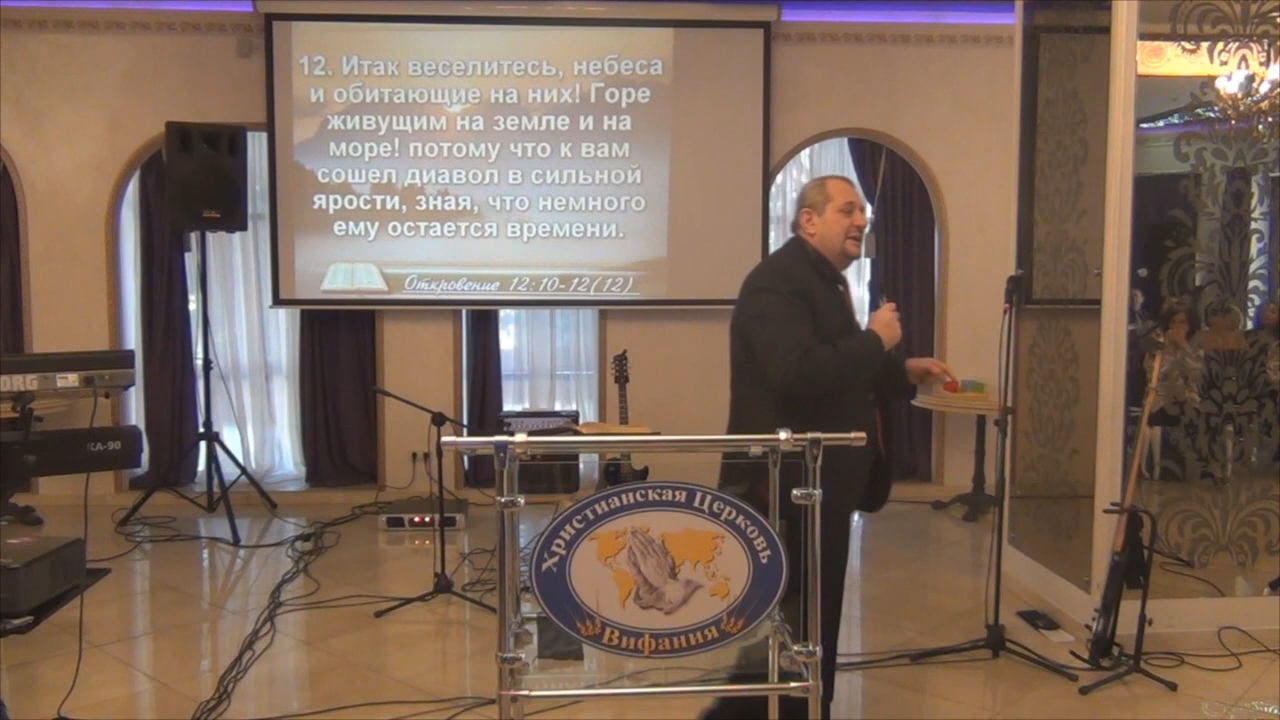 12. Итак веселитесь, небеса
и обитающие на них! Горе
живущим на земле и на
море! потому что к вам
сошел диавол в сильной
ярости, зная, что немного
ему остается времени.
Откровение 12:10-12(12)
KORG
KA-90
Христианская Церковь
Вифания